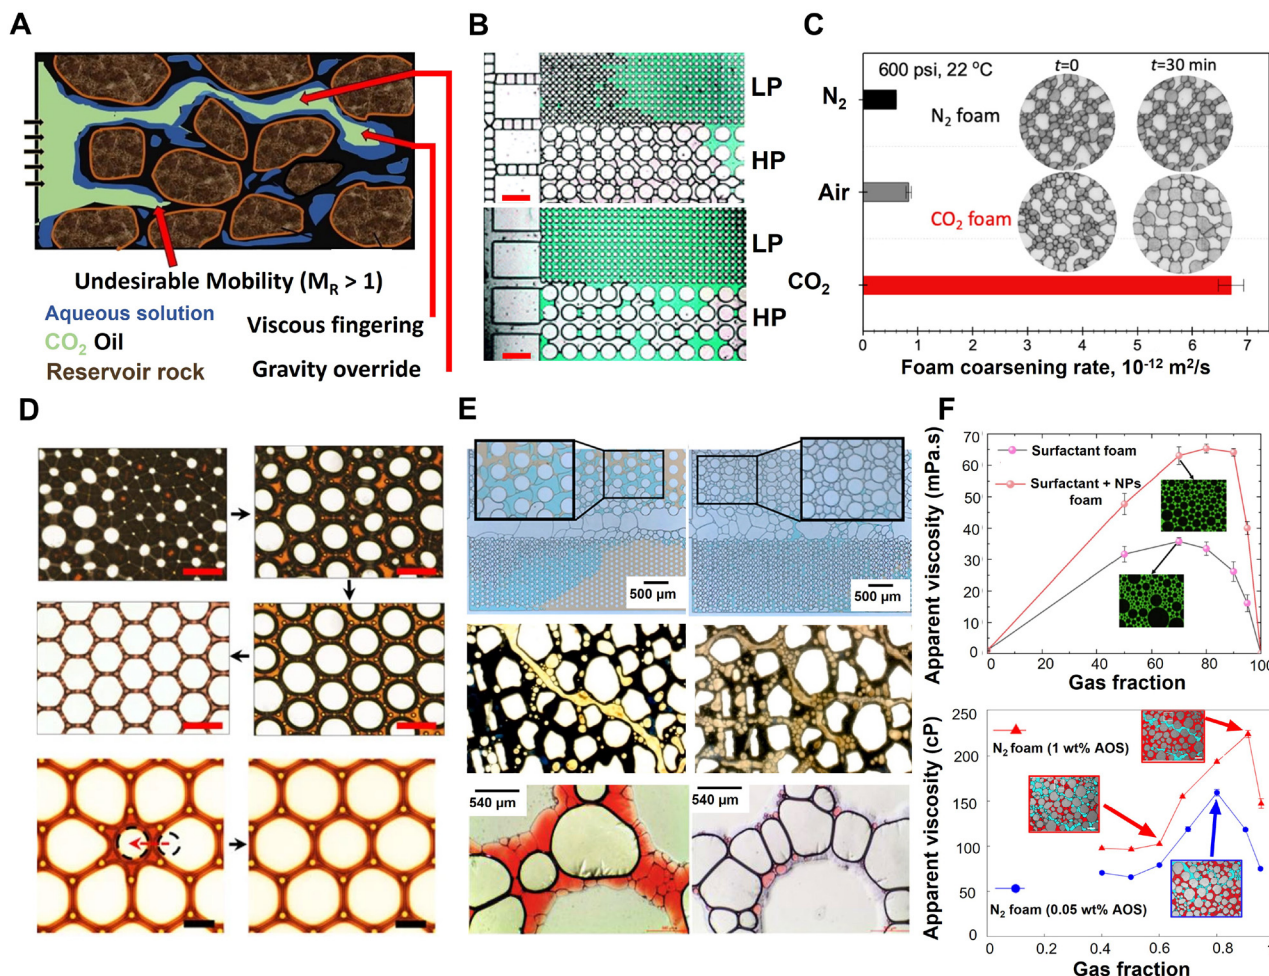 A
Undesirable Mobility (M_R > 1)
Aqueous solution
CO₂ Oil
Reservoir rock
Viscous fingering
Gravity override
B
LP
HP
LP
HP
C
600 psi, 22 °C
t=0
t=30 min
N₂
N₂ foam
Air
CO₂ foam
CO₂
0 1 2 3 4 5 6 7
Foam coarsening rate, 10⁻¹² m²/s
D
E
500 µm
500 µm
540 µm
540 µm
F
Apparent viscosity (mPa.s)
70
65
50
40
30
20
10
0
Surfactant foam
Surfactant + NPs
foam
0 20 40 60 80 100
Gas fraction
Apparent viscosity (cP)
250
200
150
100
50
0
N₂ foam (1 wt% AOS)
N₂ foam (0.05 wt% AOS)
0 0.2 0.4 0.6 0.8 1
Gas fraction